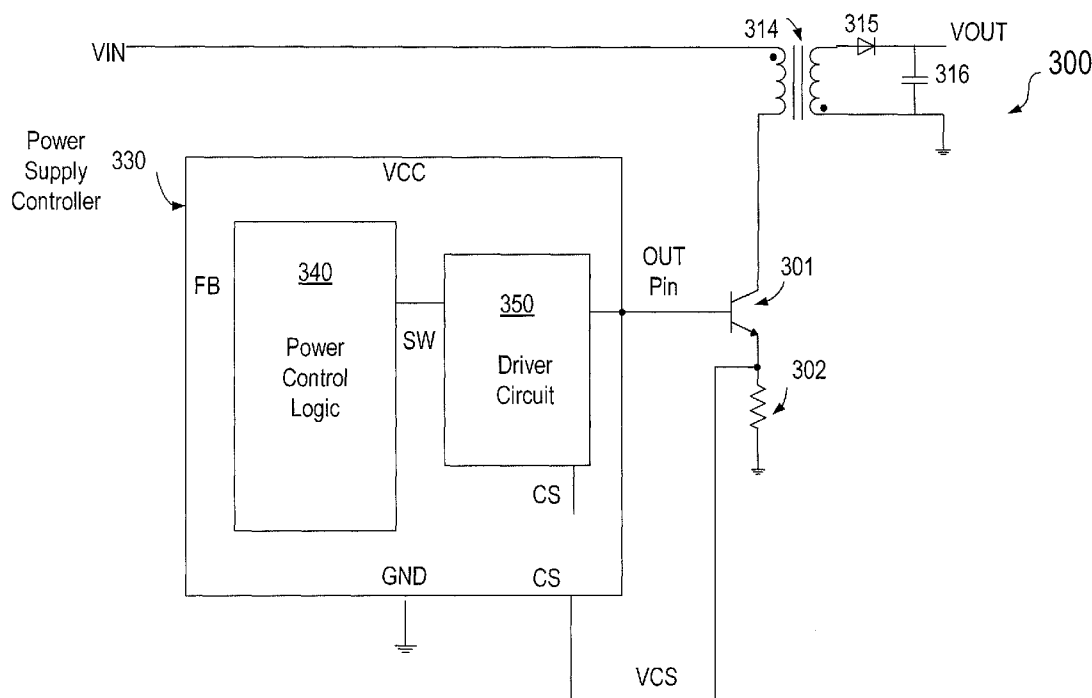 314
315
VOUT
VIN
316
300
Power
Supply
Controller
330
VCC
340
Power
Control
Logic
FB
SW
350
Driver
Circuit
OUT
Pin
301
302
CS
GND
CS
VCS